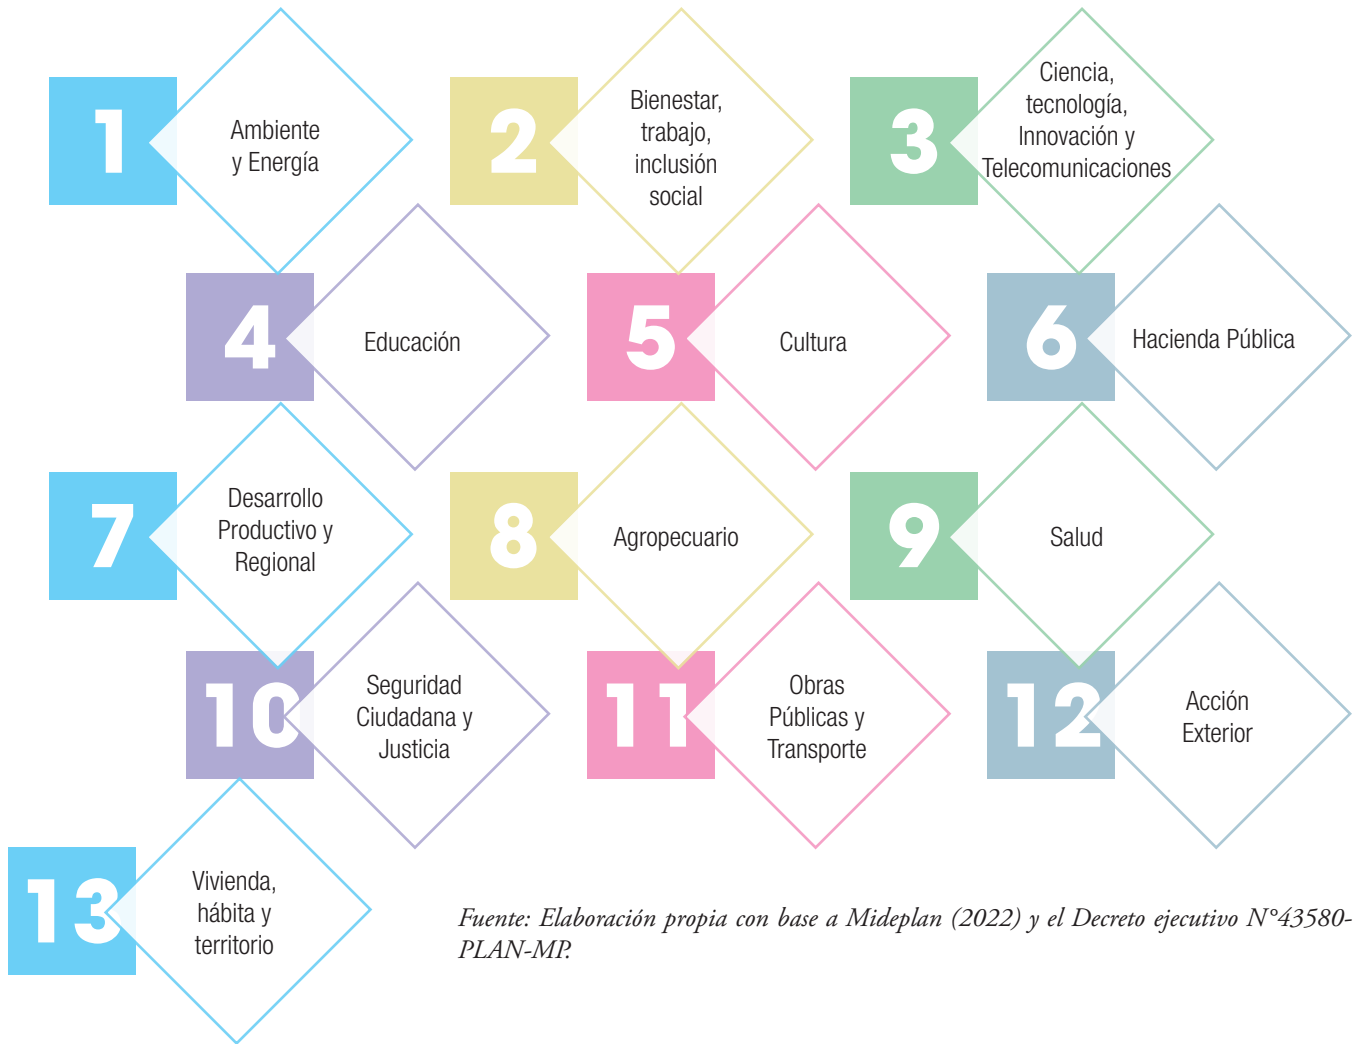 1
Ambiente
y Energía
2
Bienestar,
trabajo,
inclusión
social
3
Ciencia,
tecnología,
Innovación y
Telecomunicaciones
4
Educación
5
Cultura
6
Hacienda Pública
7
Desarrollo
Productivo y
Regional
8
Agropecuario
9
Salud
10
Seguridad
Ciudadana y
Justicia
11
Obras
Públicas y
Transporte
12
Acción
Exterior
13
Vivienda,
hábita y
territorio
Fuente: Elaboración propia con base a Mideplan (2022) y el Decreto ejecutivo N°43580-
PLAN-MP.